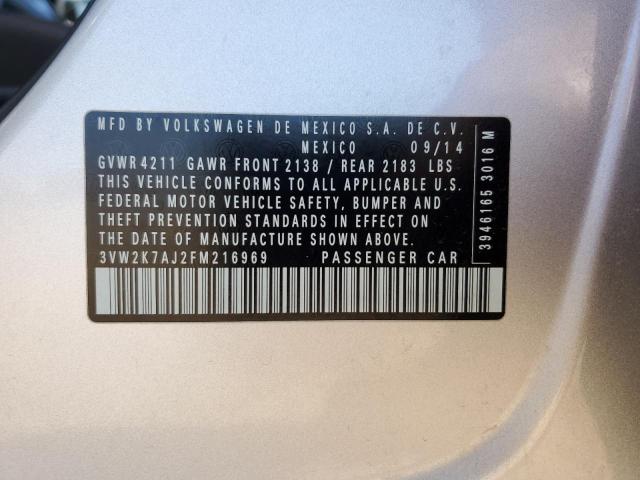 MFD BY VOLKSWAGEN DE MEXICO S.A. DE C.V.
MEXICO 09/14
GVWR 4211 GAWR FRONT 2138 / REAR 2183 LBS
THIS VEHICLE CONFORMS TO ALL APPLICABLE U.S.
FEDERAL MOTOR VEHICLE SAFETY, BUMPER AND
THEFT PREVENTION STANDARDS IN EFFECT ON
THE DATE OF MANUFACTURE SHOWN ABOVE.
3VW2K7AJ2FM216969 PASSENGER CAR
3946165 3016 M